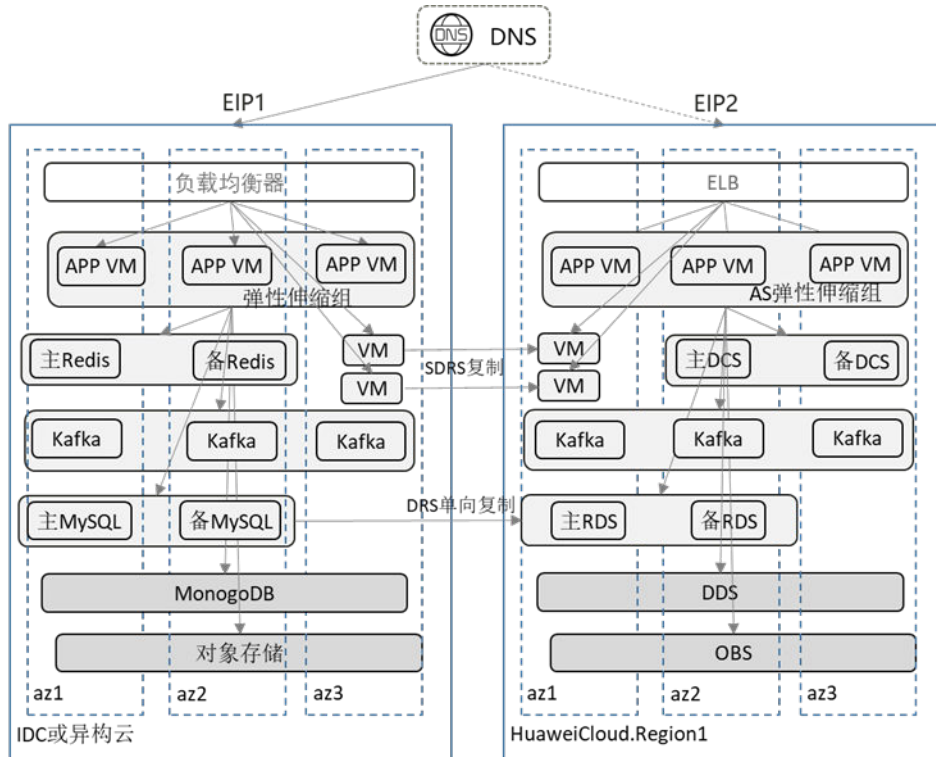 DNS
DNS
EIP1
EIP2
负载均衡器
APP VM
APP VM
APP VM
弹性伸缩组
主Redis
备Redis
VM
VM
Kafka
Kafka
Kafka
主MySQL
备MySQL
MonogoDB
对象存储
az1
az2
az3
IDC或异构云
SDRS复制
DRS单向复制
ELB
APP VM
APP VM
APP VM
AS弹性伸缩组
VM
VM
主DCS
备DCS
Kafka
Kafka
Kafka
主RDS
备RDS
DDS
OBS
az1
az2
az3
HuaweiCloud.Region1